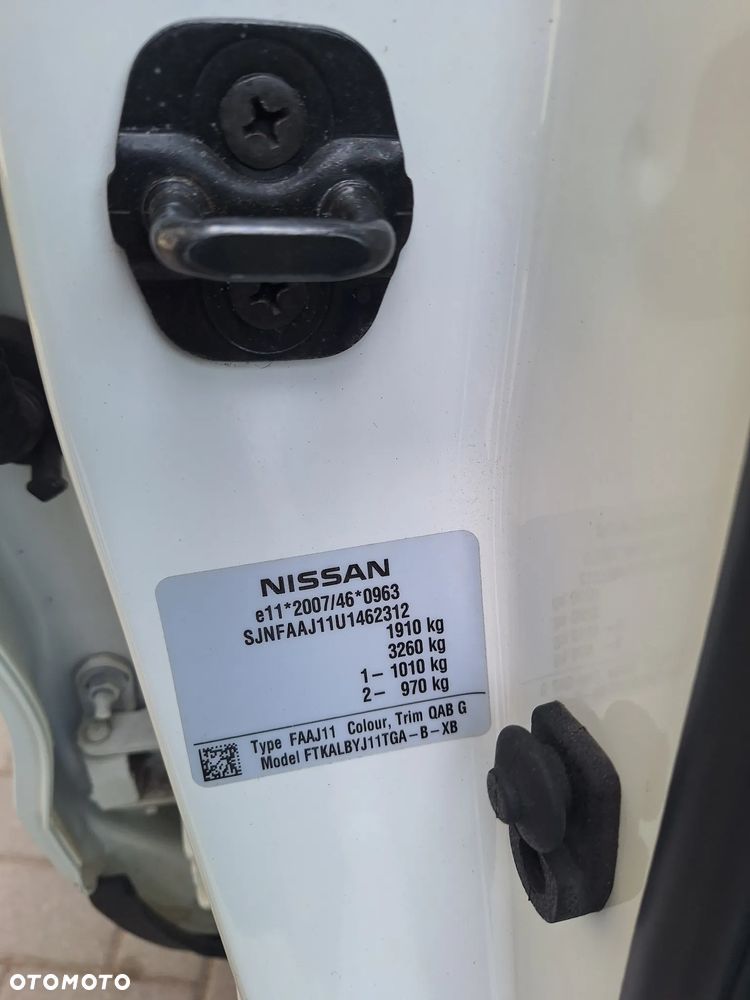 NISSAN
e11*2007/46*0963
SJNFAAJ11U1462312
1910 kg
3260 kg
1- 1010 kg
2- 970 kg
Type FAAJ11 Colour, Trim QAB G
Model FTKALBYJ11TGA-B-XB
OTOMOTO